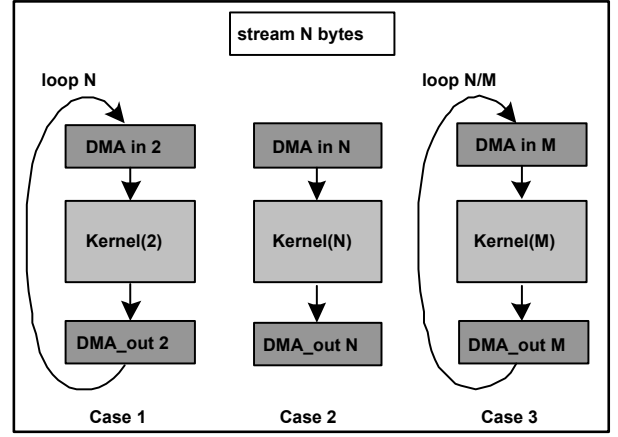 stream N bytes
loop N
loop N/M
DMA in 2
DMA in N
DMA in M
Kernel(2)
Kernel(N)
Kernel(M)
DMA_out 2
DMA_out N
DMA_out M
Case 1
Case 2
Case 3